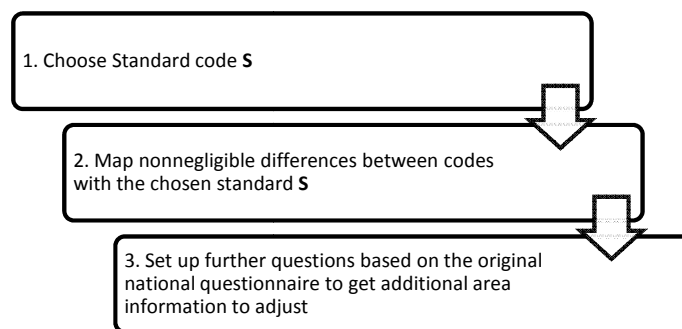 1. Choose Standard code S
2. Map nonnegligible differences between codes
with the chosen standard S
3. Set up further questions based on the original
national questionnaire to get additional area
information to adjust